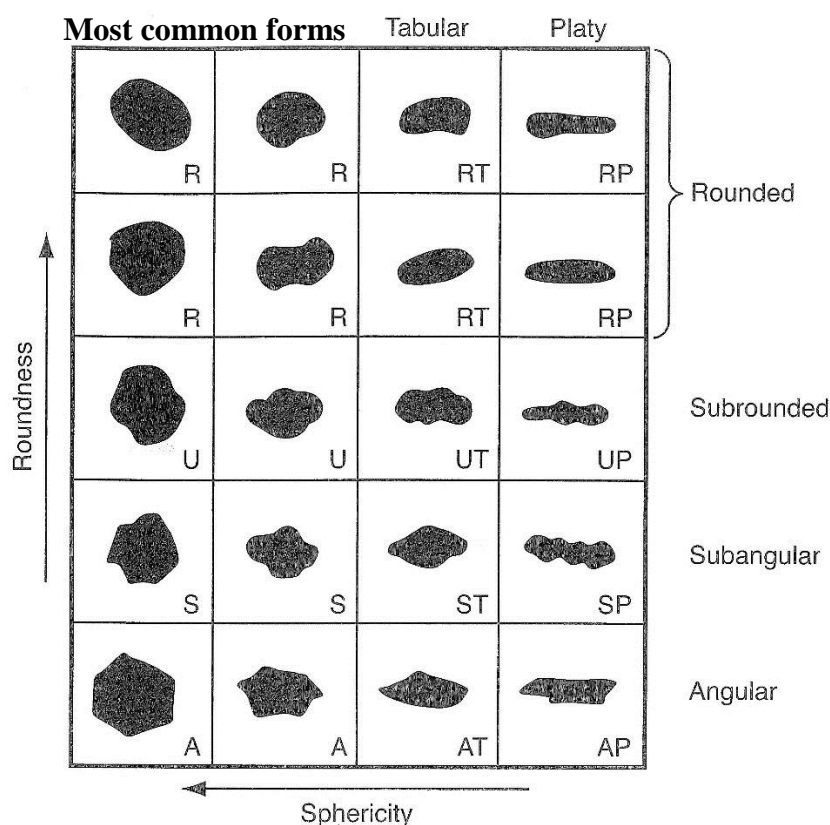 Most common forms Tabular Platy
R R RT RP
Rounded
R R RT RP
Roundness
U U UT UP
Subrounded
S S ST SP
Subangular
A A AT AP
Angular
Sphericity